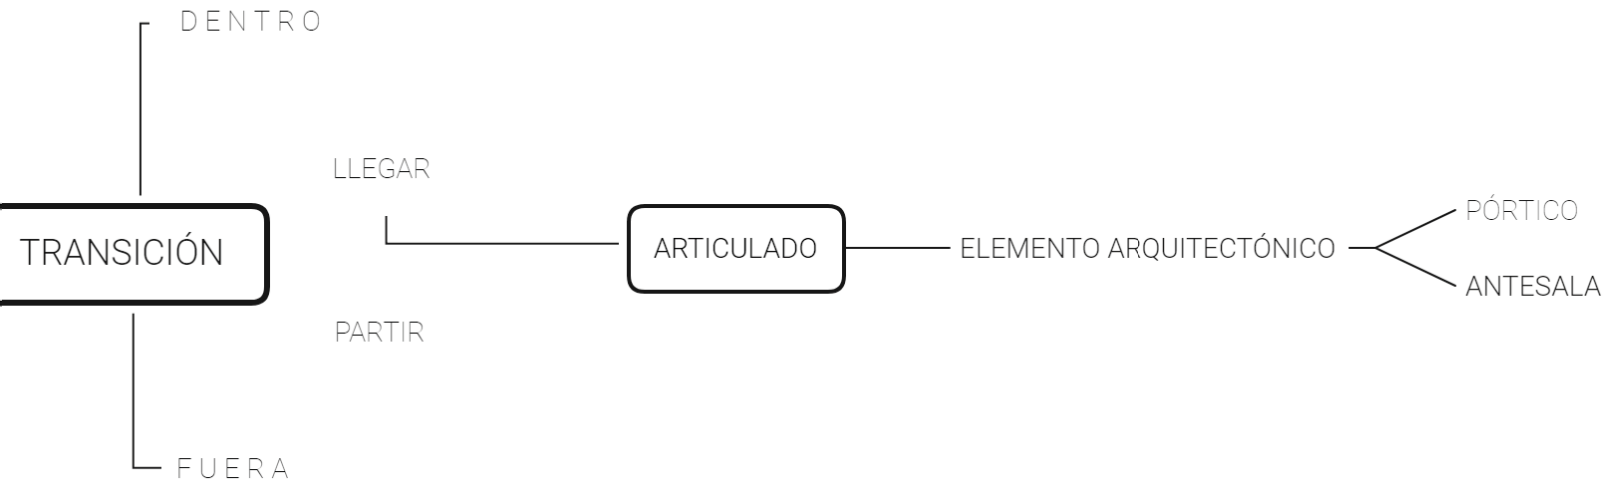 DENTRO
LLEGAR
TRANSICIÓN
ARTICULADO
ELEMENTO ARQUITECTÓNICO
PÓRTICO
ANTESALA
PARTIR
FUERA